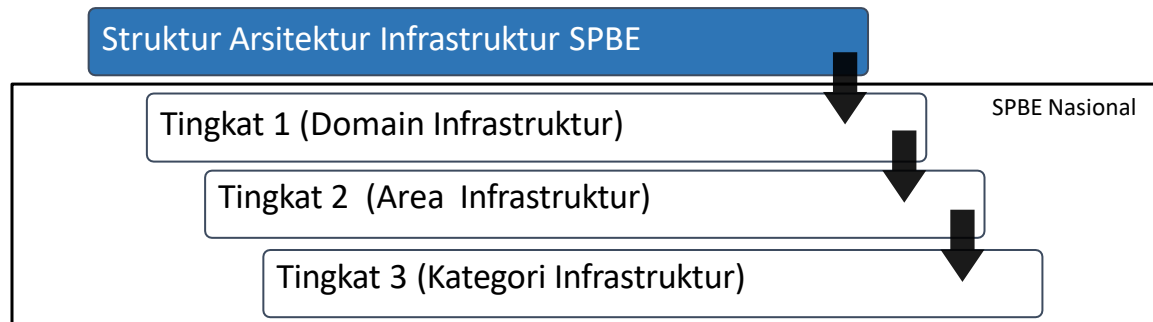 Struktur Arsitektur Infrastruktur SPBE
SPBE Nasional
Tingkat 1 (Domain Infrastruktur)
Tingkat 2 (Area Infrastruktur)
Tingkat 3 (Kategori Infrastruktur)